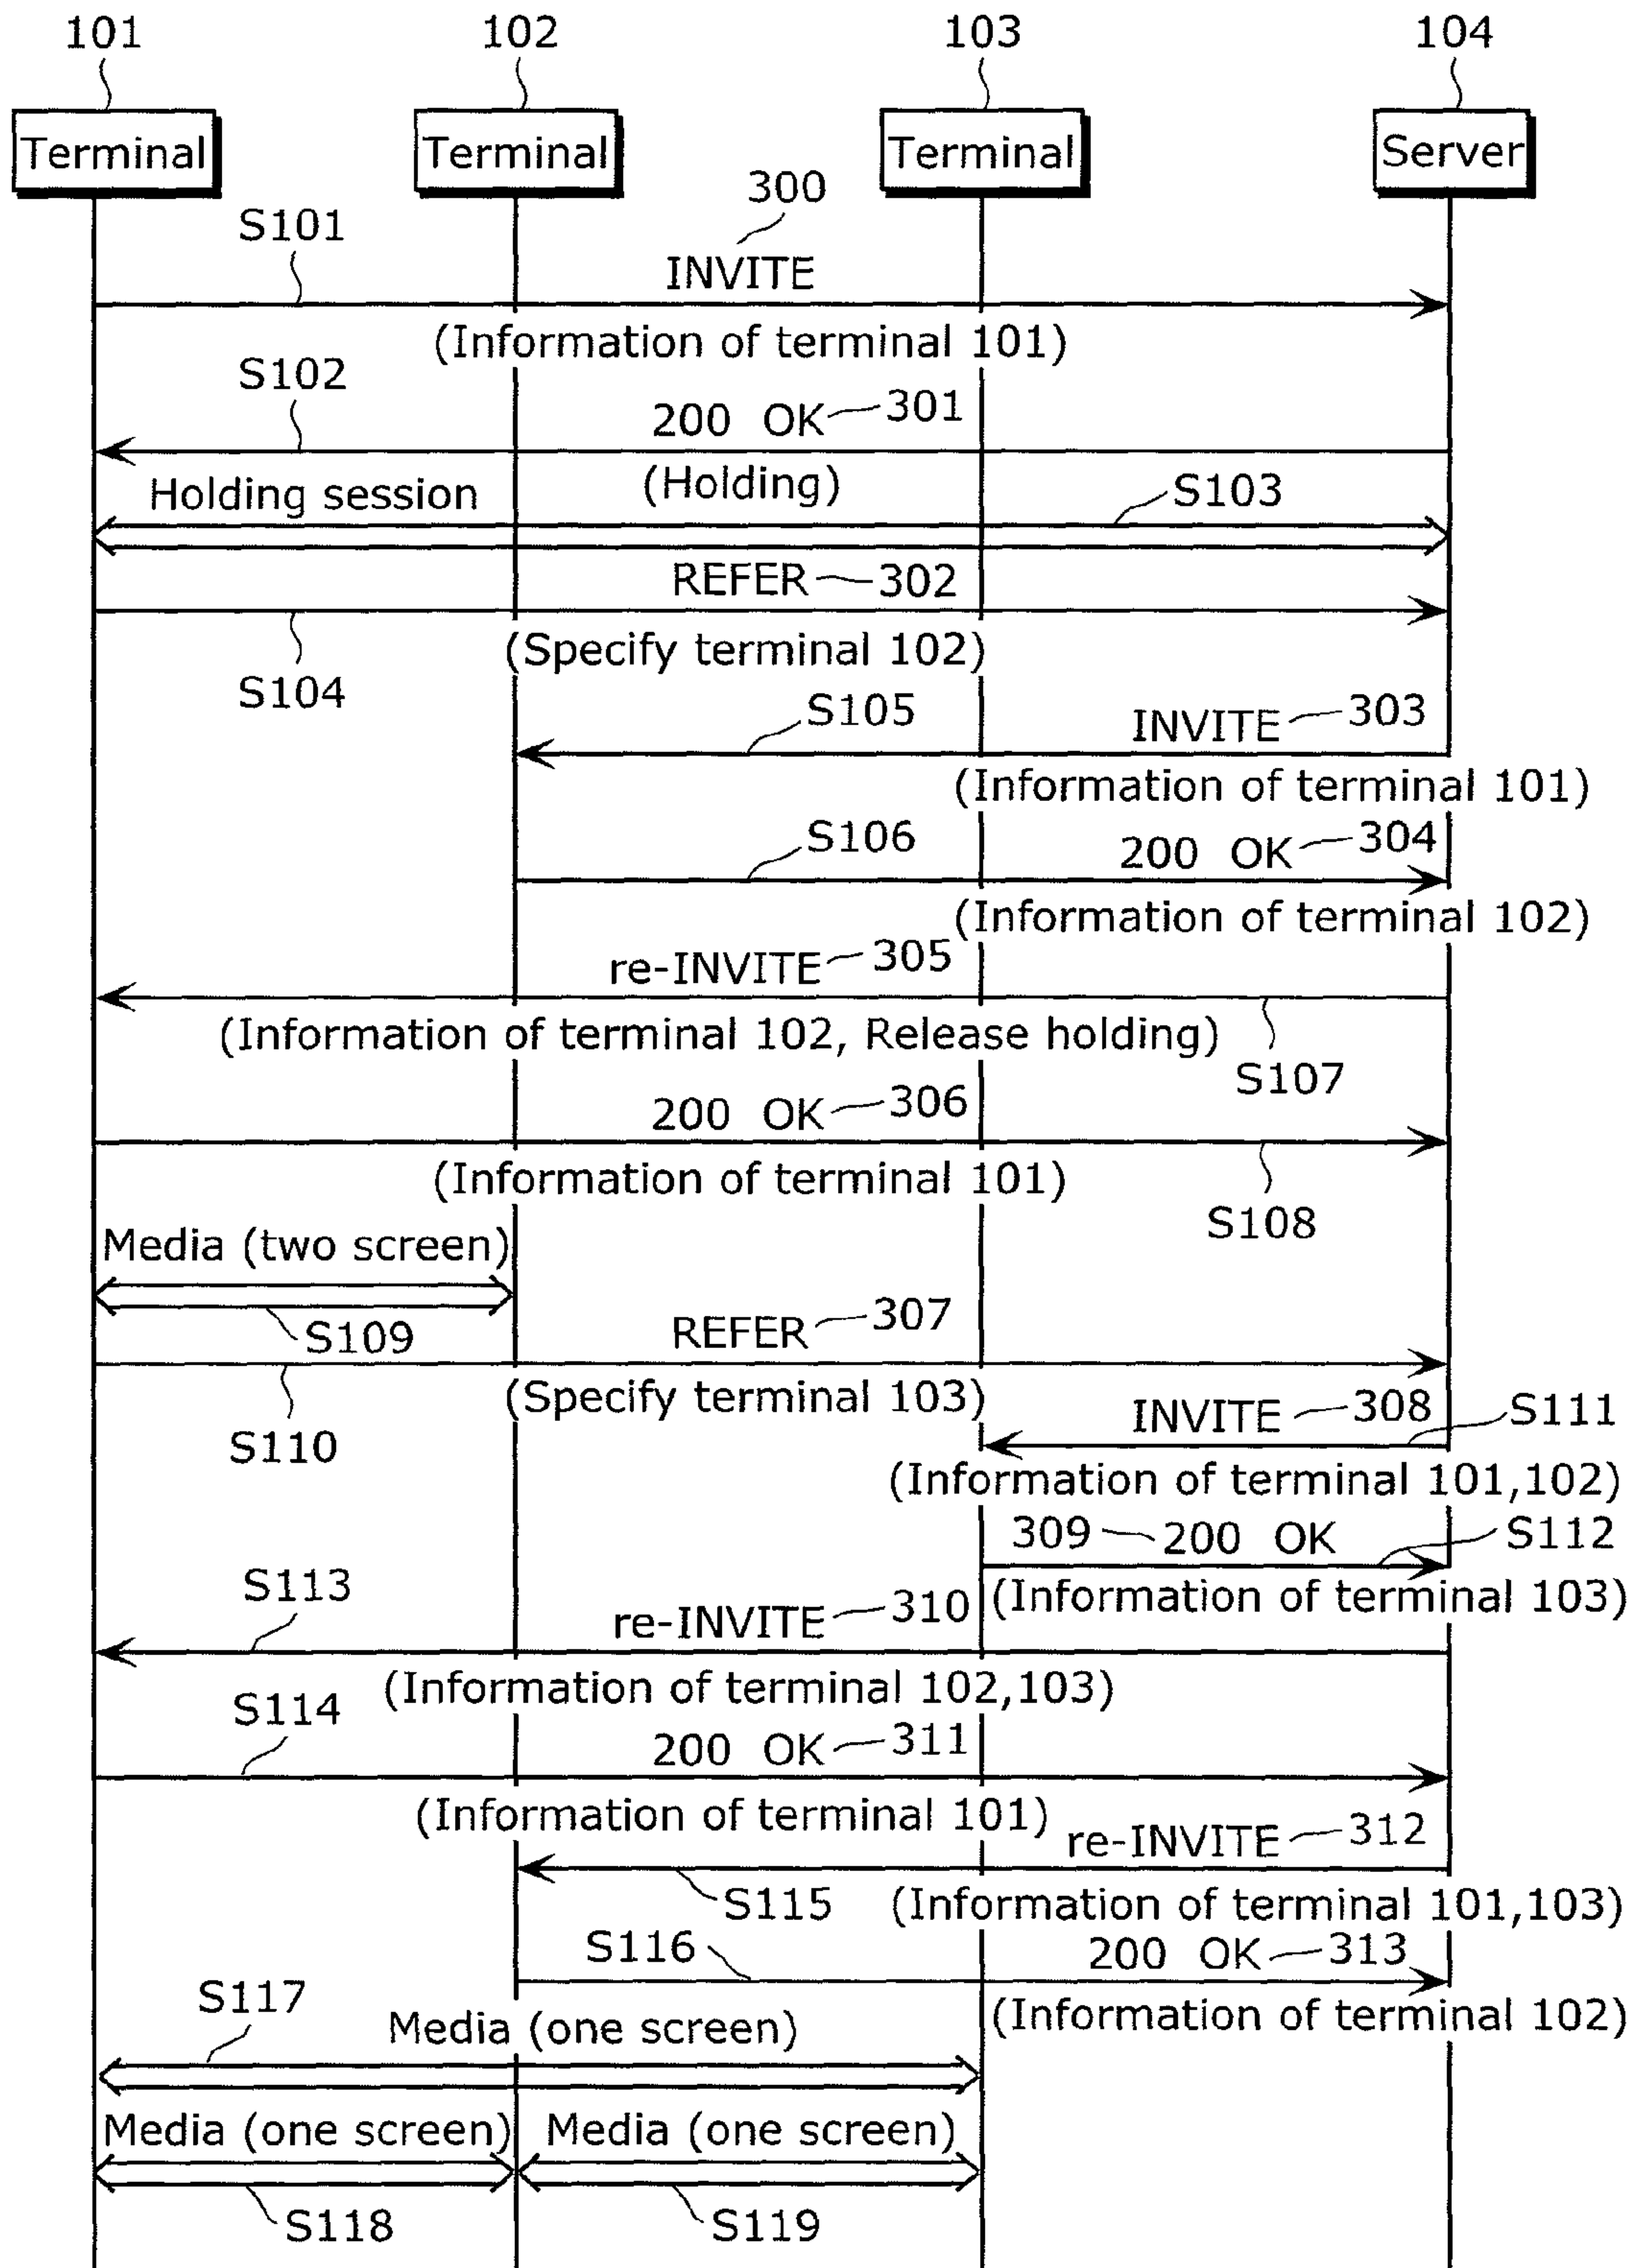 101
102
103
104
Terminal
Terminal
Terminal
Server
300
S101
INVITE
(Information of terminal 101)
S102
200 OK
301
Holding session
(Holding)
S103
REFER
302
(Specify terminal 102)
S104
S105
INVITE
303
(Information of terminal 101)
S106
200 OK
304
(Information of terminal 102)
re-INVITE
305
(Information of terminal 102, Release holding)
S107
200 OK
306
(Information of terminal 101)
S108
Media (two screen)
S109
REFER
307
(Specify terminal 103)
S110
INVITE
308
S111
(Information of terminal 101,102)
309
200 OK
S112
(Information of terminal 103)
S113
re-INVITE
310
(Information of terminal 102,103)
S114
200 OK
311
(Information of terminal 101)
re-INVITE
312
S115
(Information of terminal 101,103)
S116
200 OK
313
(Information of terminal 102)
S117
Media (one screen)
Media (one screen)
Media (one screen)
S118
S119